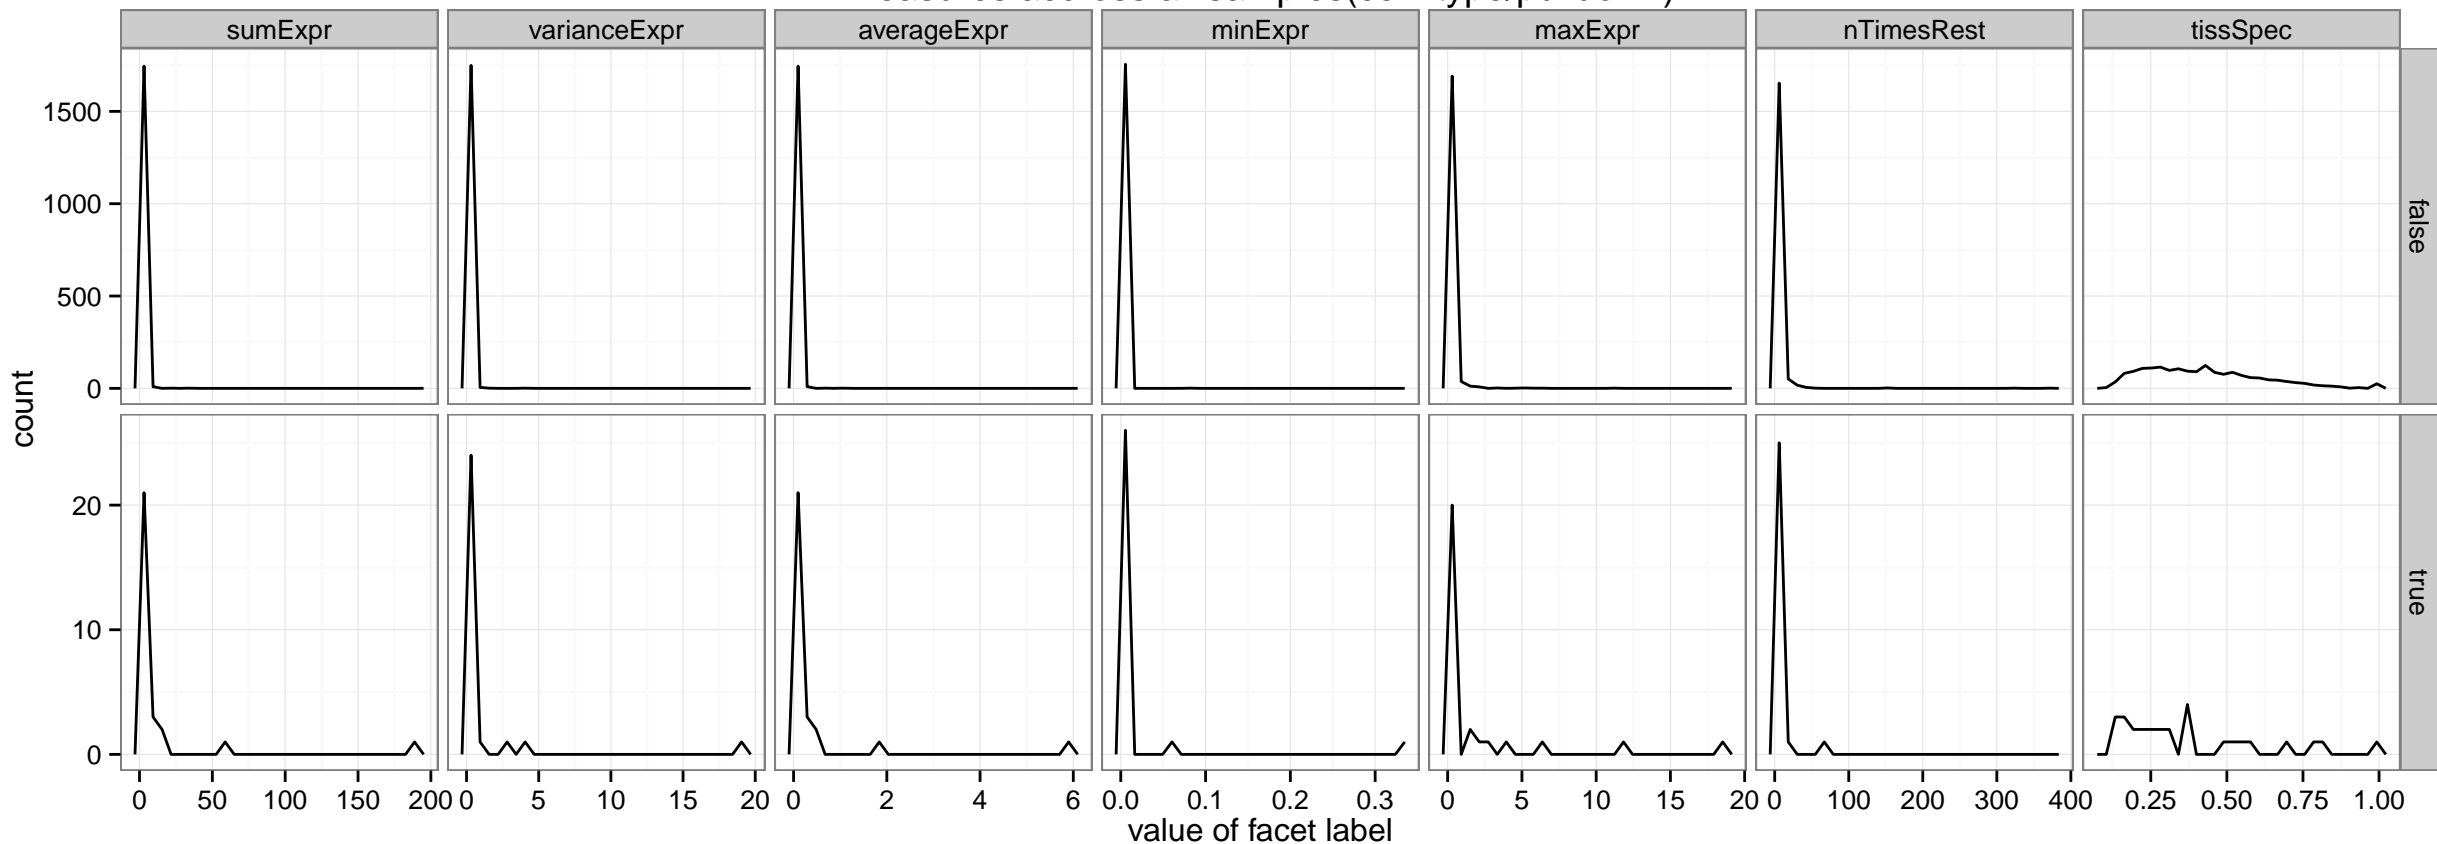 sumExpr varianceExpr averageExpr minExpr maxExpr nTimesRest tissSpec
1500
1000
500
0
false
count
20
10
0
true
0 50 100 150 200 0 5 10 15 20 0 2 4 6 0.0 0.1 0.2 0.3 0 5 10 15 20 0 100 200 300 400 0.25 0.50 0.75 1.00
value of facet label